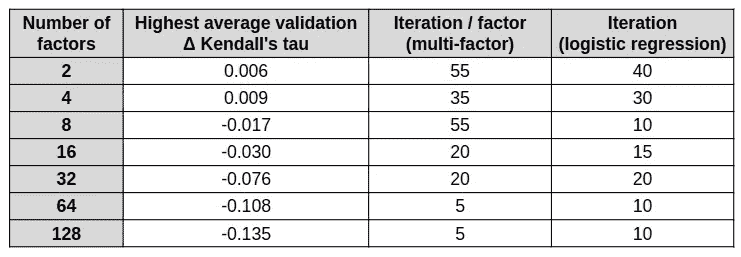 Number of factors Highest average validation Δ Kendall's tau Iteration / factor (multi-factor) Iteration (logistic regression)
2 0.006 55 40
4 0.009 35 30
8 -0.017 55 10
16 -0.030 20 15
32 -0.076 20 20
64 -0.108 5 10
128 -0.135 5 10